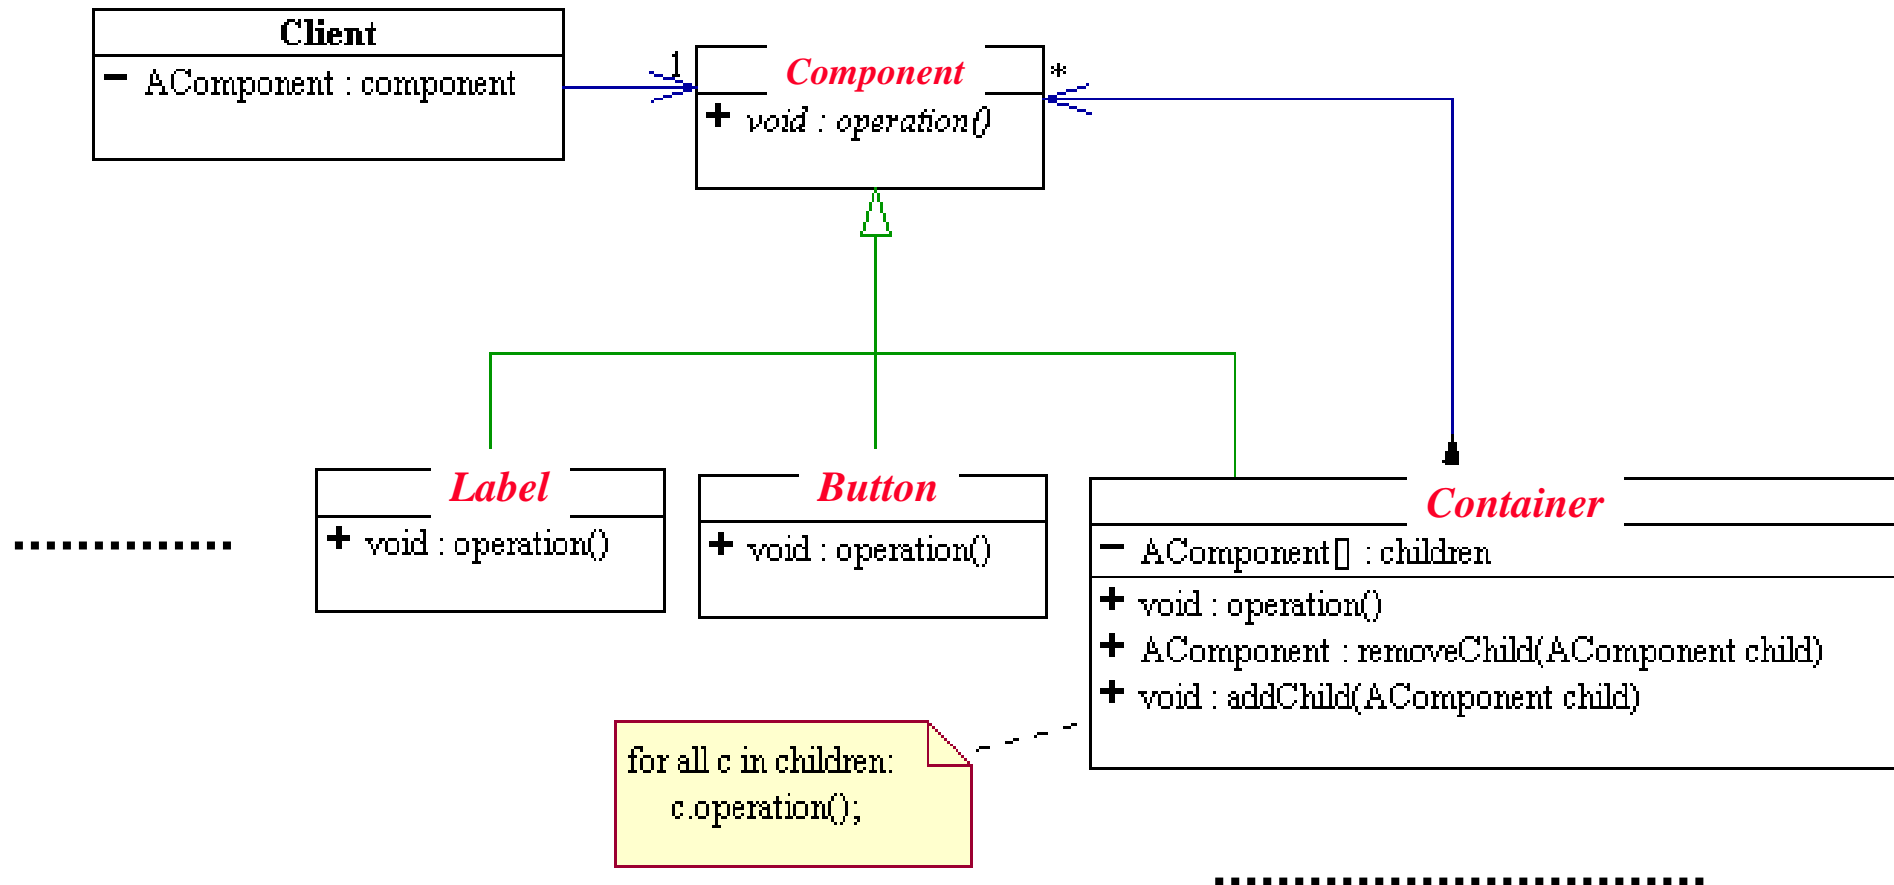 Client
− AComponent : component
1
Component
*
+ void : operation()
Label
+ void : operation()
Button
+ void : operation()
Container
− AComponent[] : children
+ void : operation()
+ AComponent : removeChild(AComponent child)
+ void : addChild(AComponent child)
for all c in children:
c.operation();